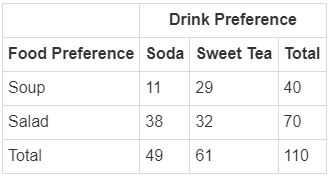 Drink Preference
Food Preference Soda Sweet Tea Total
Soup 11 29 40
Salad 38 32 70
Total 49 61 110